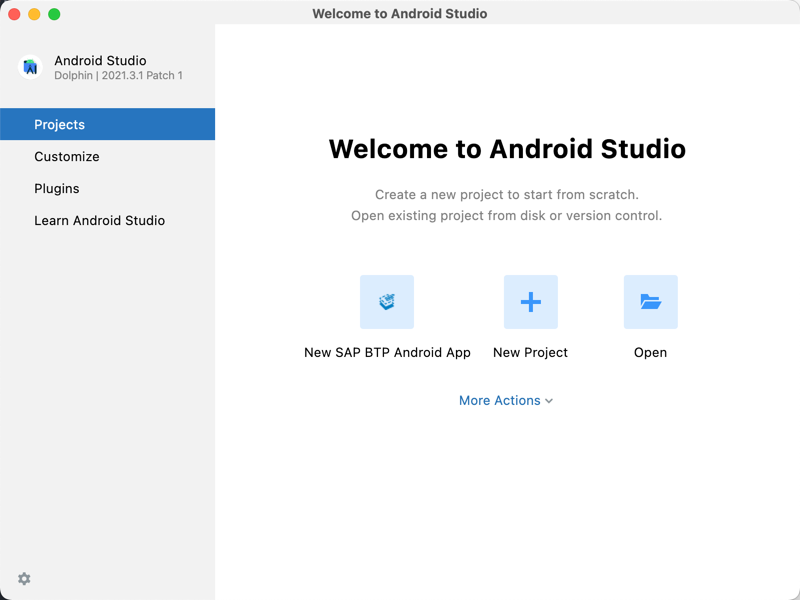 Welcome to Android Studio
Android Studio
Dolphin | 2021.3.1 Patch 1
Projects
Customize
Plugins
Learn Android Studio
Welcome to Android Studio
Create a new project to start from scratch.
Open existing project from disk or version control.
New SAP BTP Android App
New Project
Open
More Actions